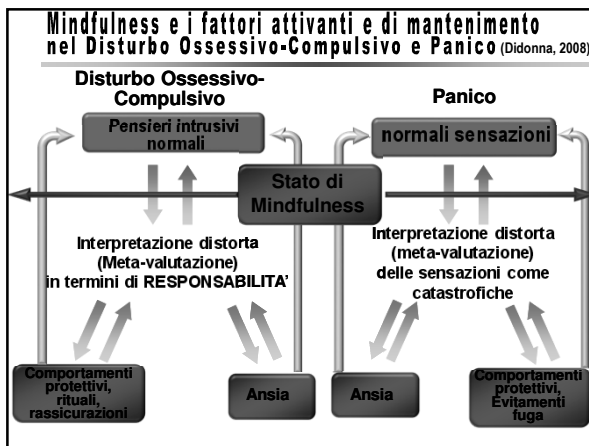 Mindfulness e i fattori attivanti e di mantenimento
nel Disturbo Ossessivo-Compulsivo e Panico (Didonna, 2008)
Disturbo Ossessivo-
Compulsivo
Pensieri intrusivi
normali
Panico
normali sensazioni
Stato di
Mindfulness
Interpretazione distorta
(Meta-valutazione)
in termini di RESPONSABILITA’
Interpretazione distorta
(meta-valutazione)
delle sensazioni come
catastrofiche
Comportamenti
protettivi,
rituali,
rassicurazioni
Ansia
Ansia
Comportamenti
protettivi,
Evitamenti
fuga